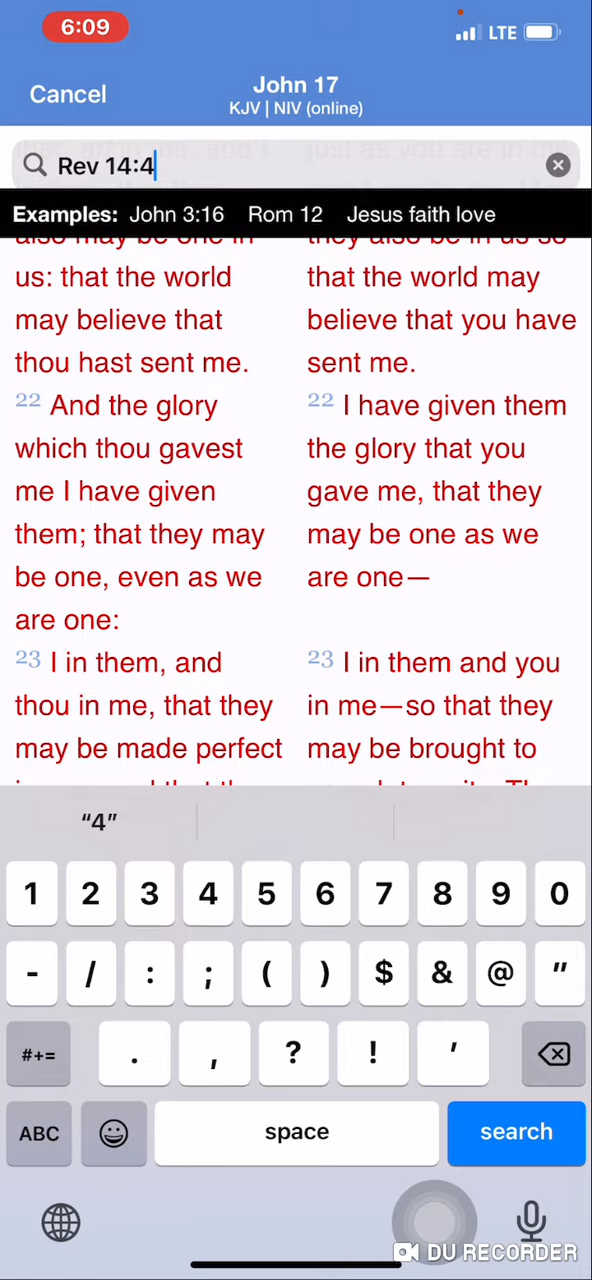 6:09
LTE
Cancel
John 17
KJV | NIV (online)
Rev 14:4
Examples: John 3:16 Rom 12 Jesus faith love
us: that the world
may believe that
thou hast sent me.
22 And the glory
which thou gavest
me I have given
them; that they may
be one, even as we
are one:
23 I in them, and
thou in me, that they
may be made perfect
they also be in us so
that the world may
believe that you have
sent me.
22 I have given them
the glory that you
gave me, that they
may be one as we
are one—
23 I in them and you
in me—so that they
may be brought to
“4”
1 2 3 4 5 6 7 8 9 0
- / : ; ( ) $ & @ "
#+= . , ? ! ’
ABC space search
DU RECORDER